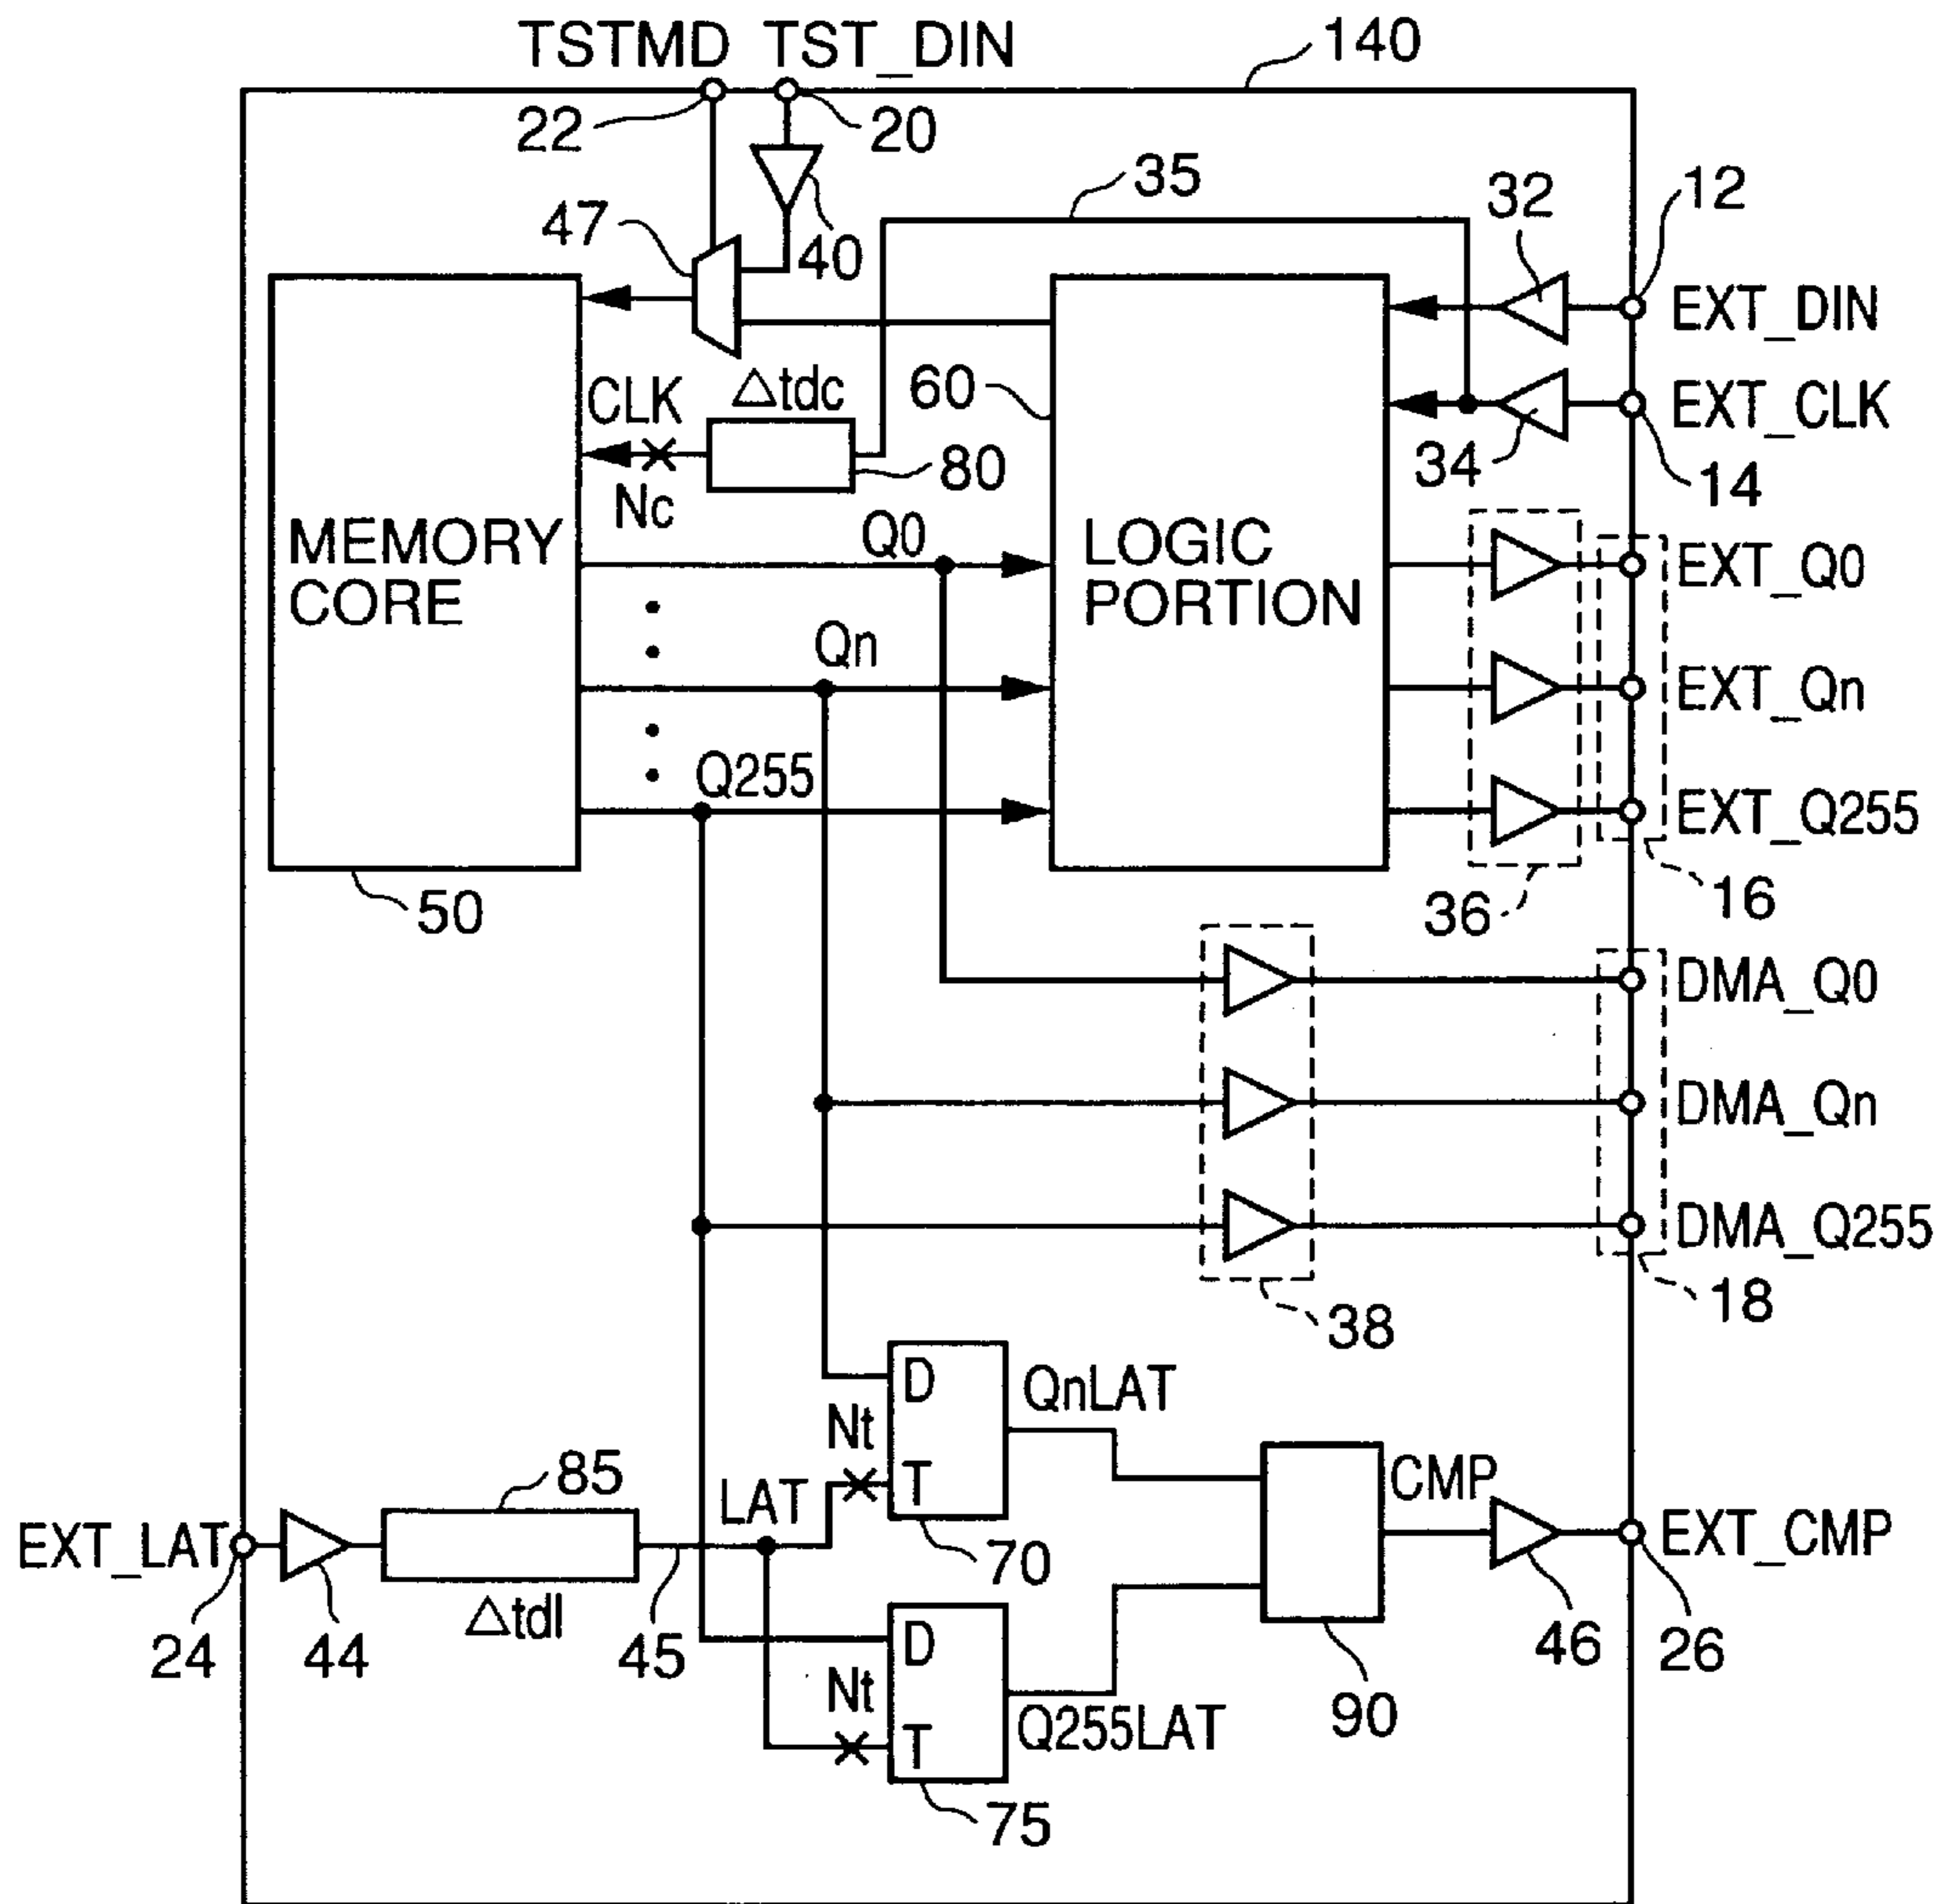 TSTMD TST_DIN
140
22
20
12
35
32
47
40
EXT_DIN
CLK
△tdc
60
EXT_CLK
80
34
14
Nc
MEMORY
CORE
Q0
LOGIC
PORTION
EXT_Q0
Qn
EXT_Qn
Q255
EXT_Q255
50
36
16
DMA_Q0
DMA_Qn
DMA_Q255
18
38
D
QnLAT
Nt
85
LAT
T
CMP
EXT_LAT
70
EXT_CMP
△tdl
24
44
45
D
46
26
Nt
90
T
Q255LAT
75